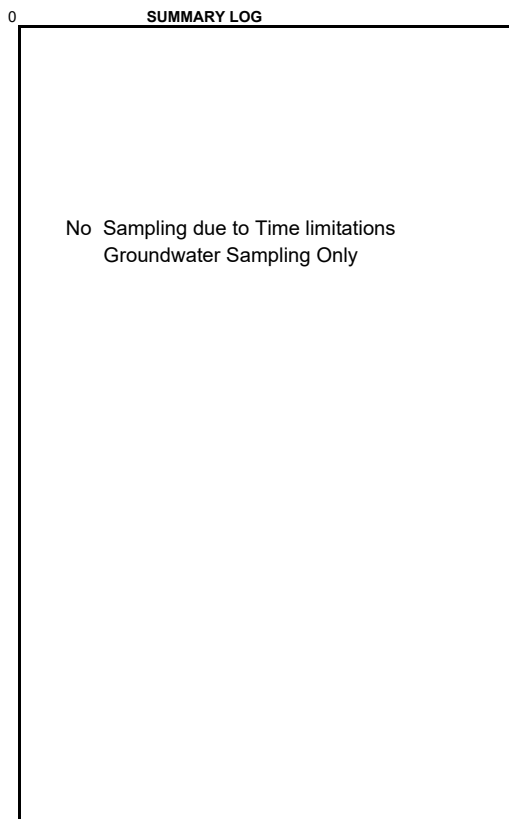 0 SUMMARY LOG
No Sampling due to Time limitations
Groundwater Sampling Only